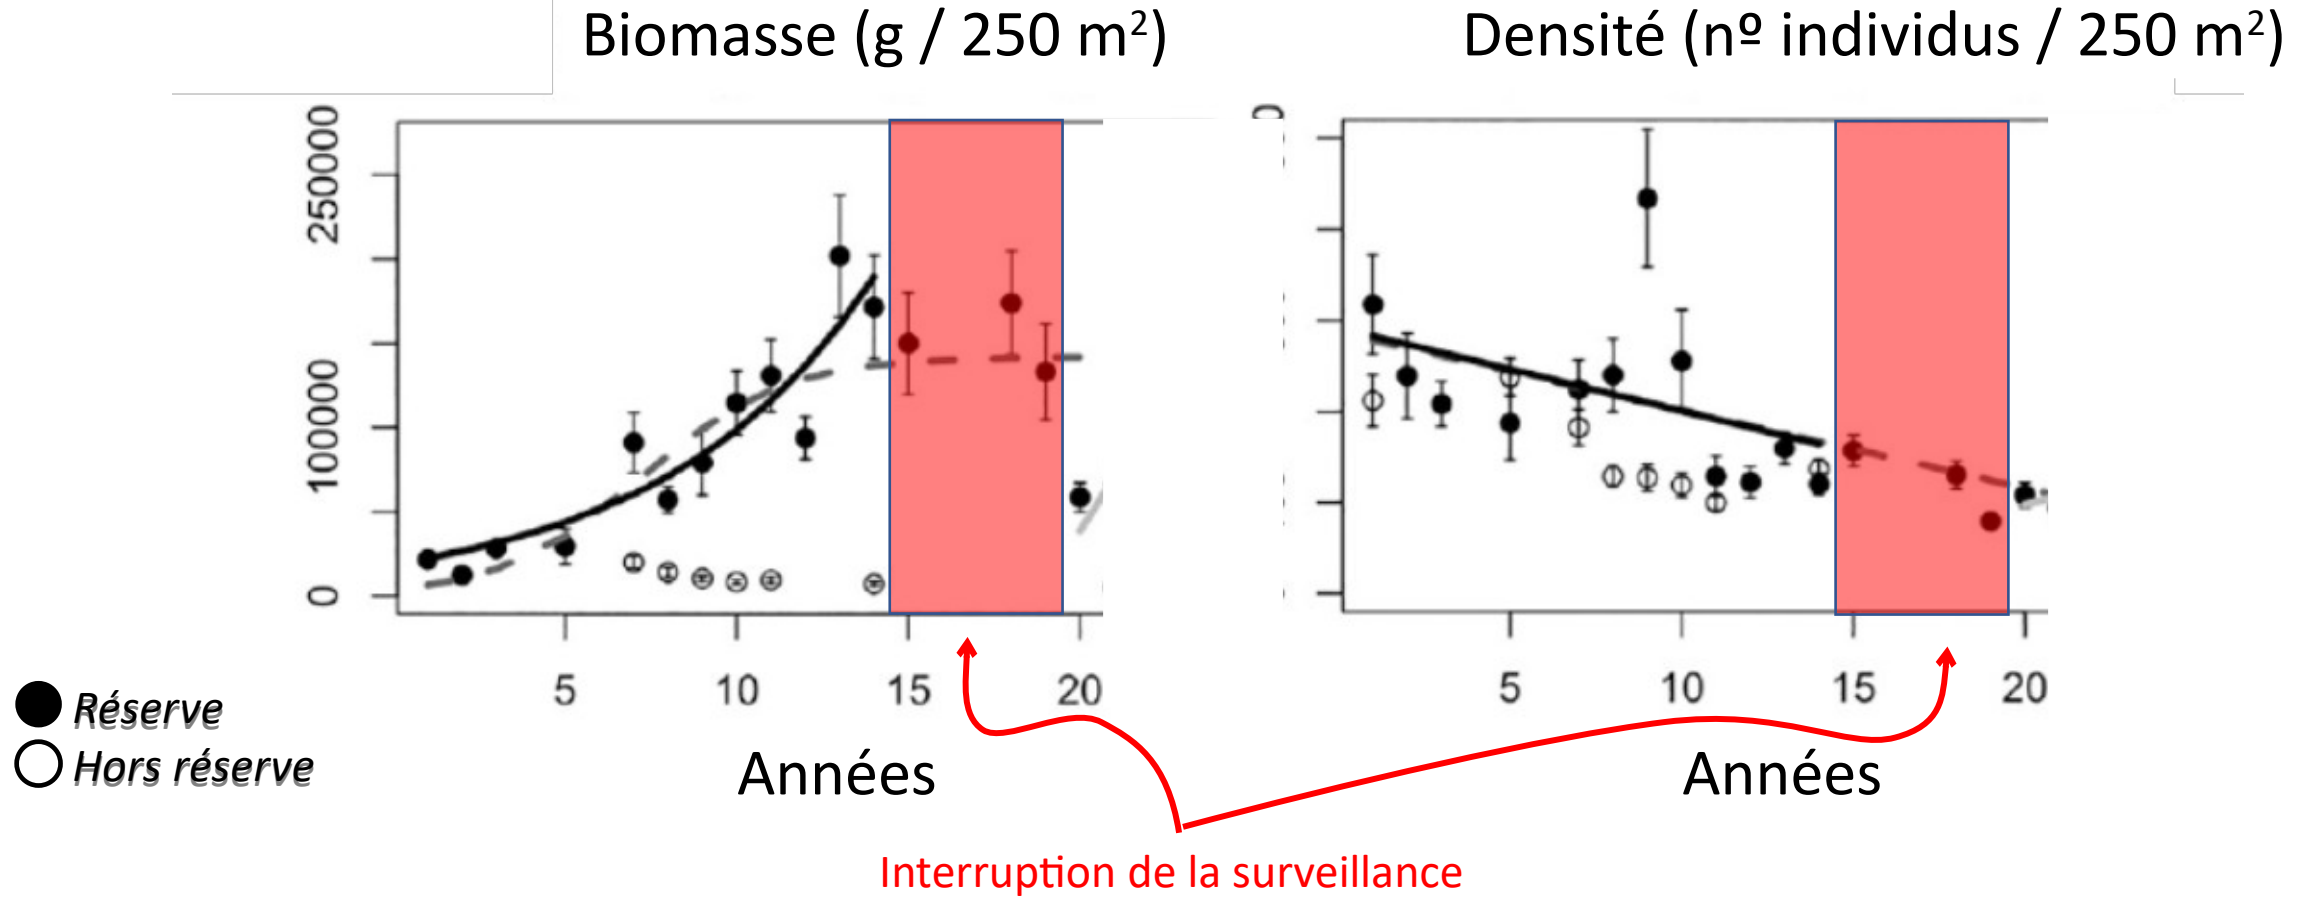 Biomasse (g / 250 m²)
Densité (nº individus / 250 m²)
250000
100000
0
5 10 15 20
5 10 15 20
Réserve
Hors réserve
Années
Années
Interruption de la surveillance